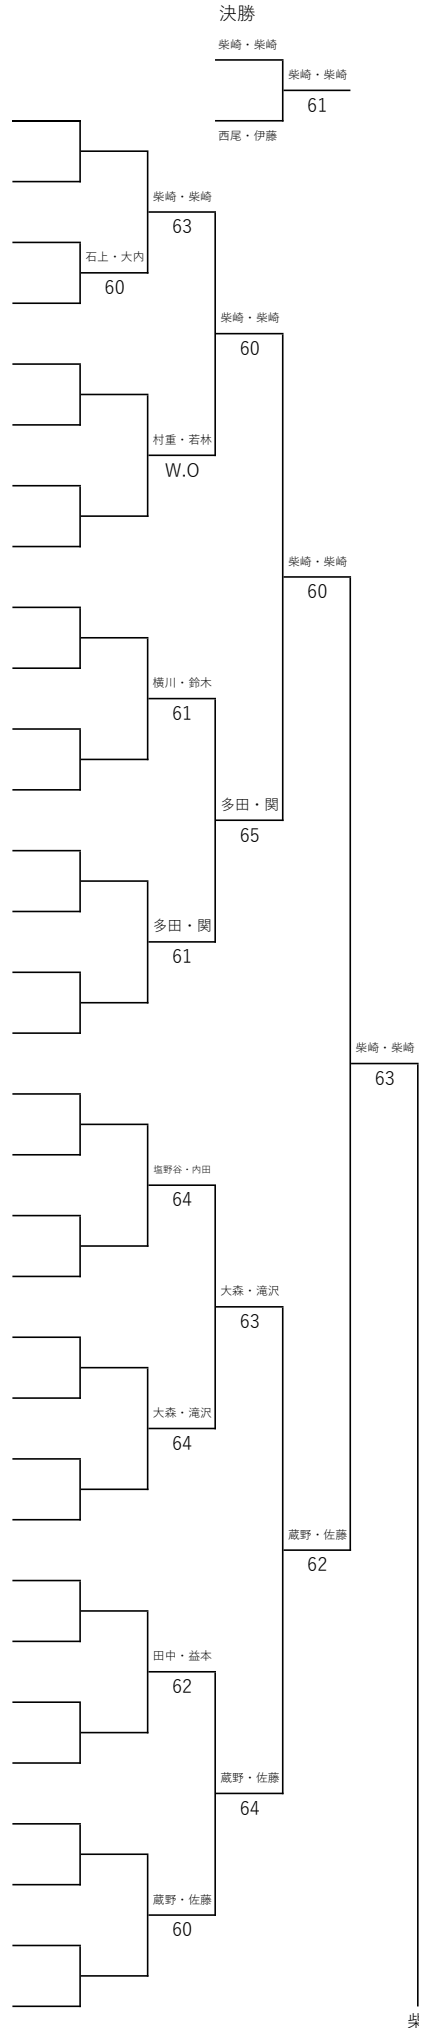 決勝
柴崎・柴崎
柴崎・柴崎
61
西尾・伊藤
柴崎・柴崎
63
石上・大内
60
柴崎・柴崎
60
村重・若林
W.O
柴崎・柴崎
60
横川・鈴木
61
多田・関
65
多田・関
61
柴崎・柴崎
63
塩野谷・内田
64
大森・滝沢
63
大森・滝沢
64
蔵野・佐藤
62
田中・益本
62
蔵野・佐藤
64
蔵野・佐藤
60
柴